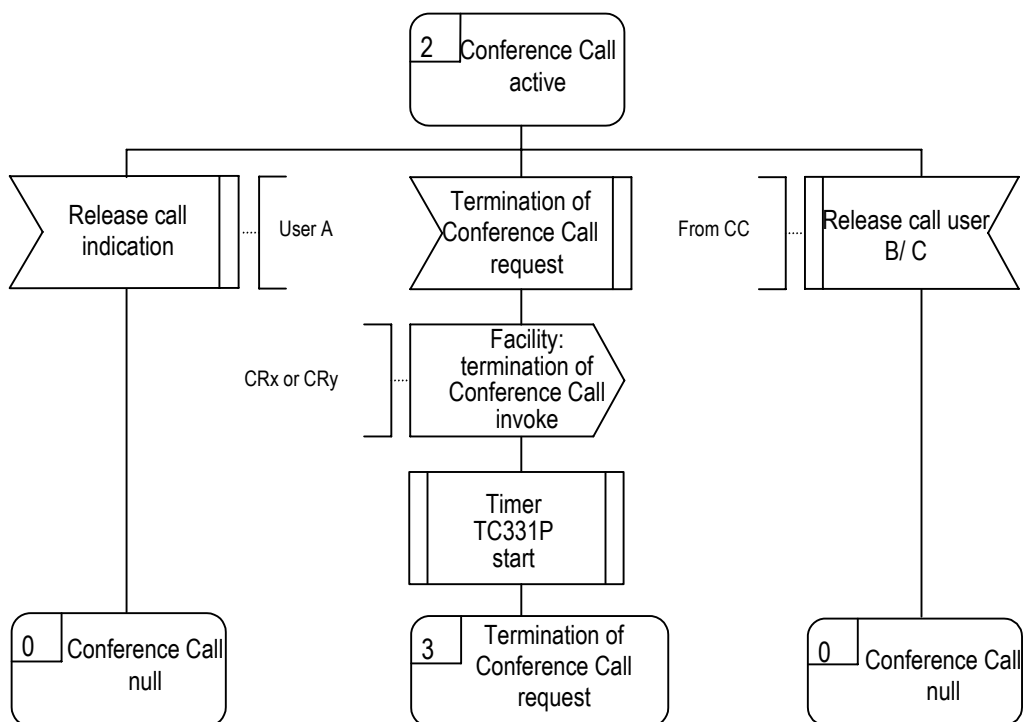 2
Conference Call
active
Release call
indication
User A
Termination of
Conference Call
request
From CC
Release call user
B/ C
CRx or CRy
Facility:
termination of
Conference Call
invoke
Timer
TC331P
start
0
Conference Call
null
3
Termination of
Conference Call
request
0
Conference Call
null